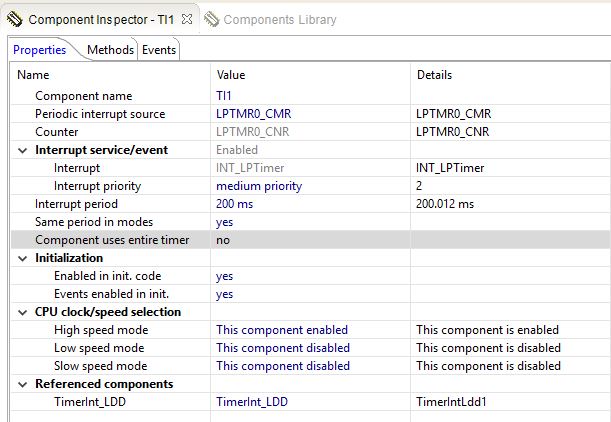 Component Inspector - TI1 Components Library
Properties Methods Events
Name Value Details
Component name TI1
Periodic interrupt source LPTMR0_CMR LPTMR0_CMR
Counter LPTMR0_CNR LPTMR0_CNR
Interrupt service/event Enabled
Interrupt INT_LPTimer INT_LPTimer
Interrupt priority medium priority 2
Interrupt period 200 ms 200.012 ms
Same period in modes yes
Component uses entire timer no
Initialization
Enabled in init. code yes
Events enabled in init. yes
CPU clock/speed selection
High speed mode This component enabled This component is enabled
Low speed mode This component disabled This component is disabled
Slow speed mode This component disabled This component is disabled
Referenced components
TimerInt_LDD TimerInt_LDD TimerIntLdd1